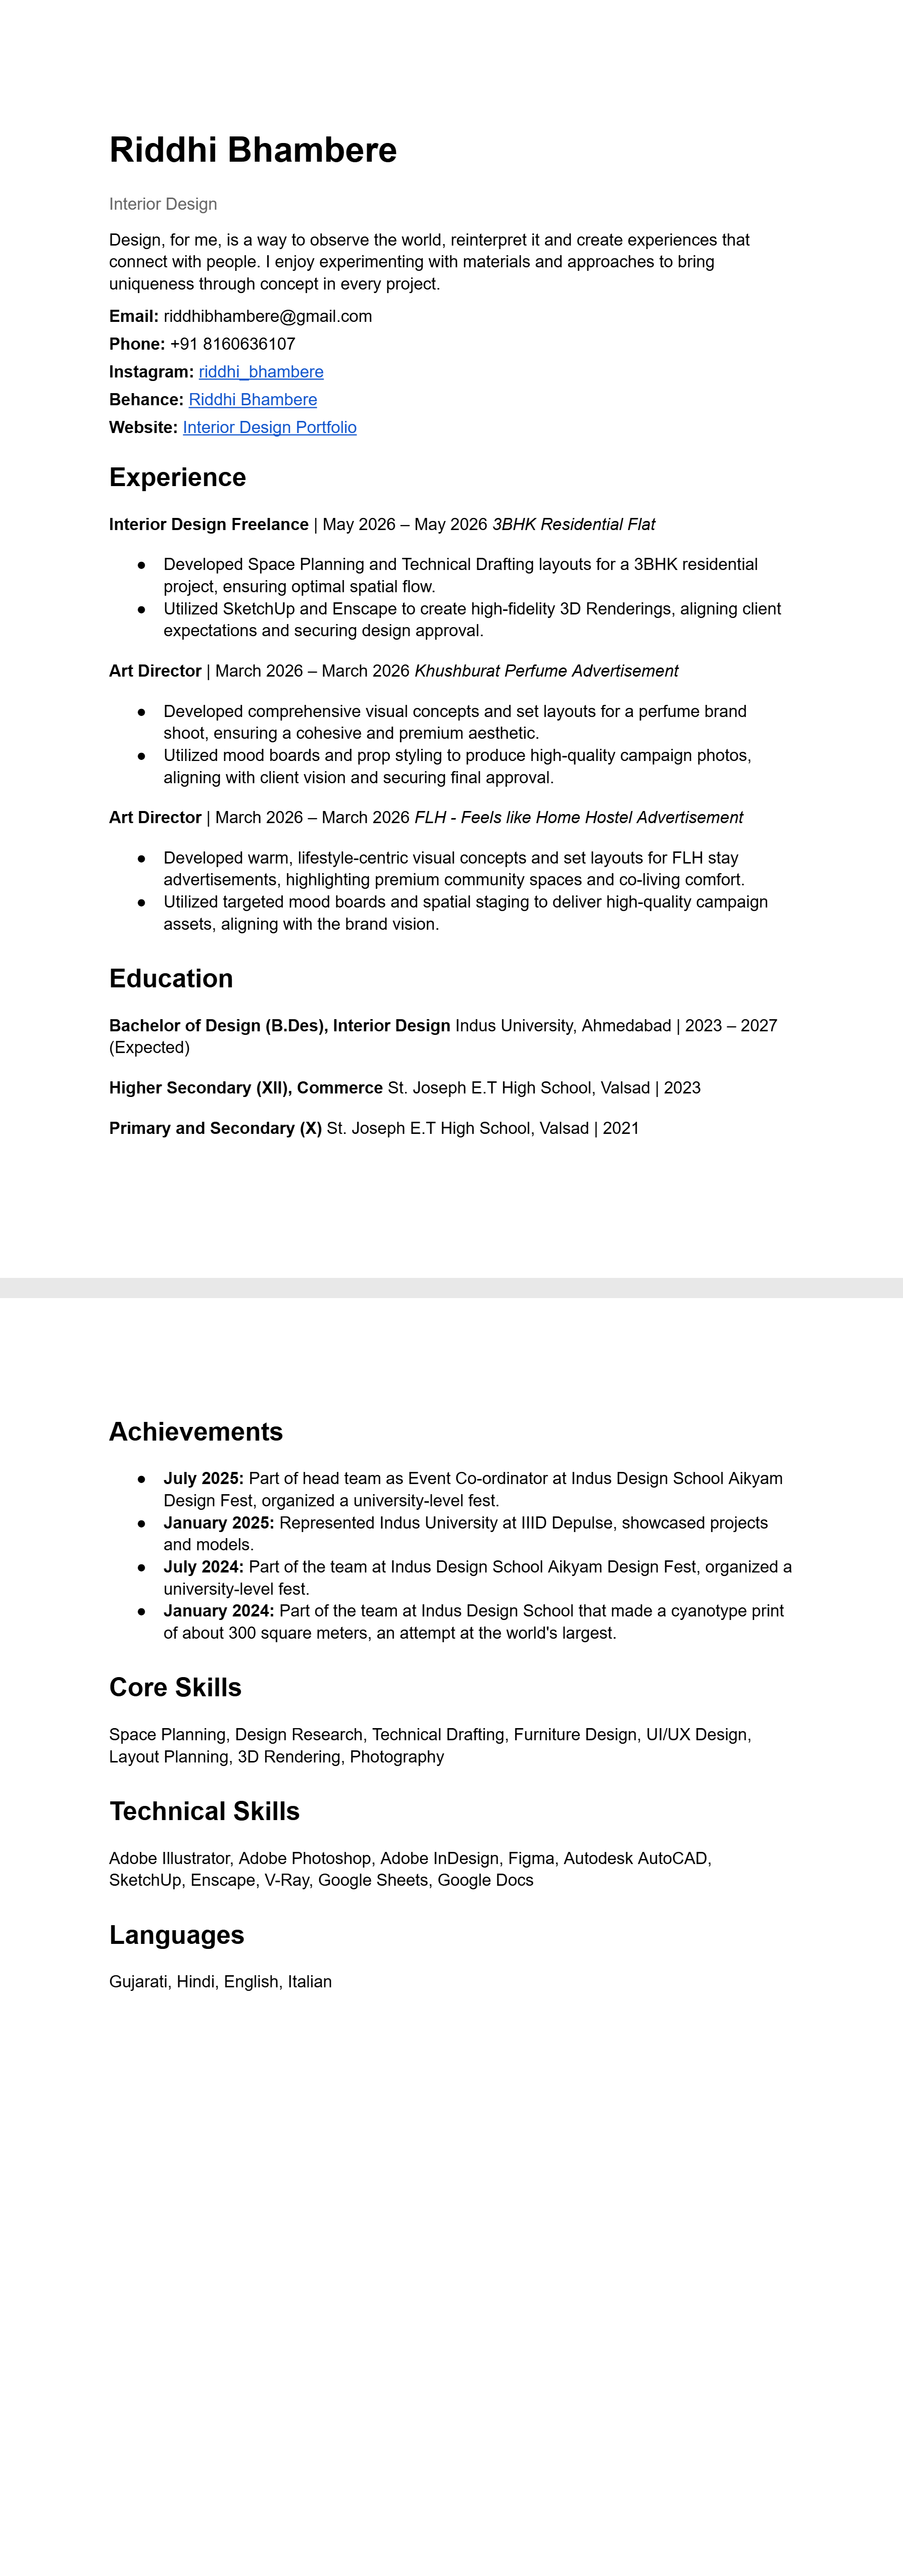 Riddhi Bhambere
Interior Design
Design, for me, is a way to observe the world, reinterpret it and create experiences that
connect with people. I enjoy experimenting with materials and approaches to bring
uniqueness through concept in every project.
Email: riddhibhambere@gmail.com
Phone: +91 8160636107
Instagram: riddhi_bhambere
Behance: Riddhi Bhambere
Website: Interior Design Portfolio
Experience
Interior Design Freelance | May 2026 – May 2026 3BHK Residential Flat
● Developed Space Planning and Technical Drafting layouts for a 3BHK residential
project, ensuring optimal spatial flow.
● Utilized SketchUp and Enscape to create high-fidelity 3D Renderings, aligning client
expectations and securing design approval.
Art Director | March 2026 – March 2026 Khushburat Perfume Advertisement
● Developed comprehensive visual concepts and set layouts for a perfume brand
shoot, ensuring a cohesive and premium aesthetic.
● Utilized mood boards and prop styling to produce high-quality campaign photos,
aligning with client vision and securing final approval.
Art Director | March 2026 – March 2026 FLH - Feels like Home Hostel Advertisement
● Developed warm, lifestyle-centric visual concepts and set layouts for FLH stay
advertisements, highlighting premium community spaces and co-living comfort.
● Utilized targeted mood boards and spatial staging to deliver high-quality campaign
assets, aligning with the brand vision.
Education
Bachelor of Design (B.Des), Interior Design Indus University, Ahmedabad | 2023 – 2027
(Expected)
Higher Secondary (XII), Commerce St. Joseph E.T High School, Valsad | 2023
Primary and Secondary (X) St. Joseph E.T High School, Valsad | 2021
Achievements
● July 2025: Part of head team as Event Co-ordinator at Indus Design School Aikyam
Design Fest, organized a university-level fest.
● January 2025: Represented Indus University at IIID Depulse, showcased projects
and models.
● July 2024: Part of the team at Indus Design School Aikyam Design Fest, organized a
university-level fest.
● January 2024: Part of the team at Indus Design School that made a cyanotype print
of about 300 square meters, an attempt at the world's largest.
Core Skills
Space Planning, Design Research, Technical Drafting, Furniture Design, UI/UX Design,
Layout Planning, 3D Rendering, Photography
Technical Skills
Adobe Illustrator, Adobe Photoshop, Adobe InDesign, Figma, Autodesk AutoCAD,
SketchUp, Enscape, V-Ray, Google Sheets, Google Docs
Languages
Gujarati, Hindi, English, Italian